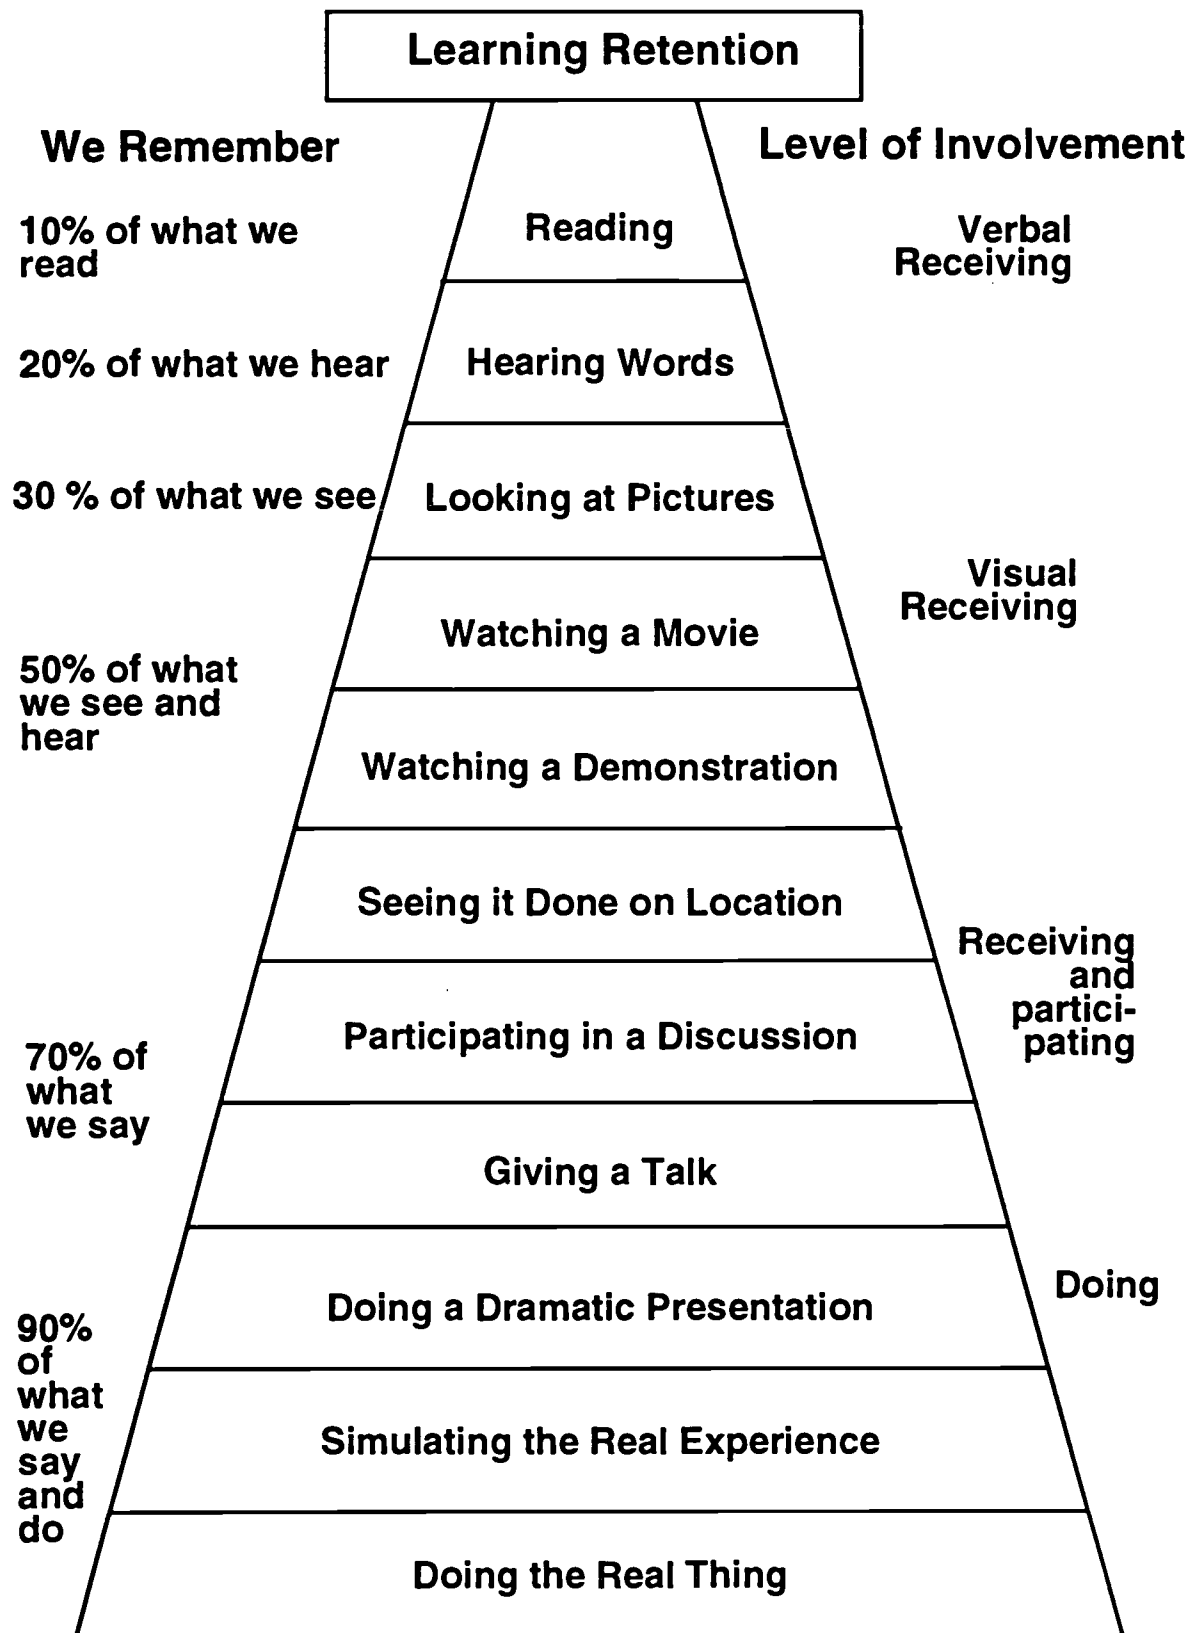 Learning Retention
We Remember
Level of Involvement
10% of what we
read
Reading
Verbal
Receiving
20% of what we hear
Hearing Words
30 % of what we see
Looking at Pictures
Visual
Receiving
Watching a Movie
50% of what
we see and
hear
Watching a Demonstration
Seeing it Done on Location
Receiving
and
partici-
pating
Participating in a Discussion
70% of
what
we say
Giving a Talk
Doing
Doing a Dramatic Presentation
90%
of
what
we
say
and
do
Simulating the Real Experience
Doing the Real Thing